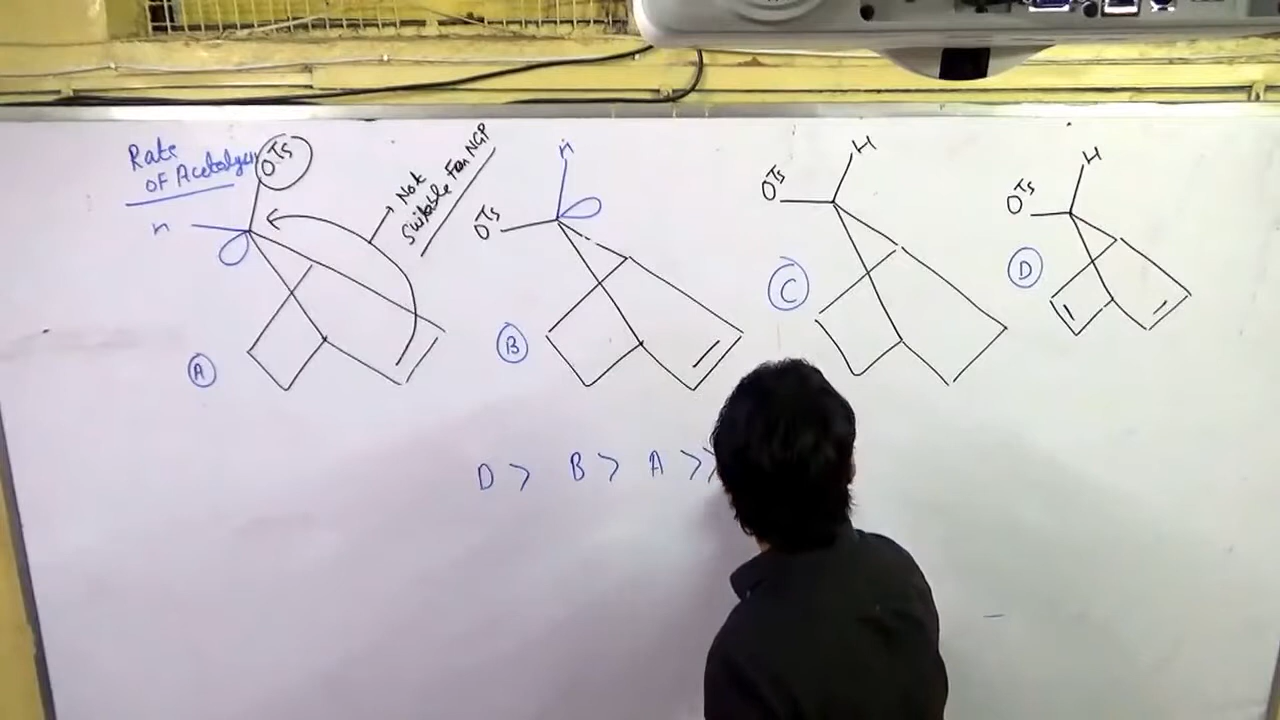 Rate
OF Acetolysis
OTs
H
A
Not
Suitable For NGP
H
OTs
B
H
OTs
C
H
OTs
D
D > B > A >>